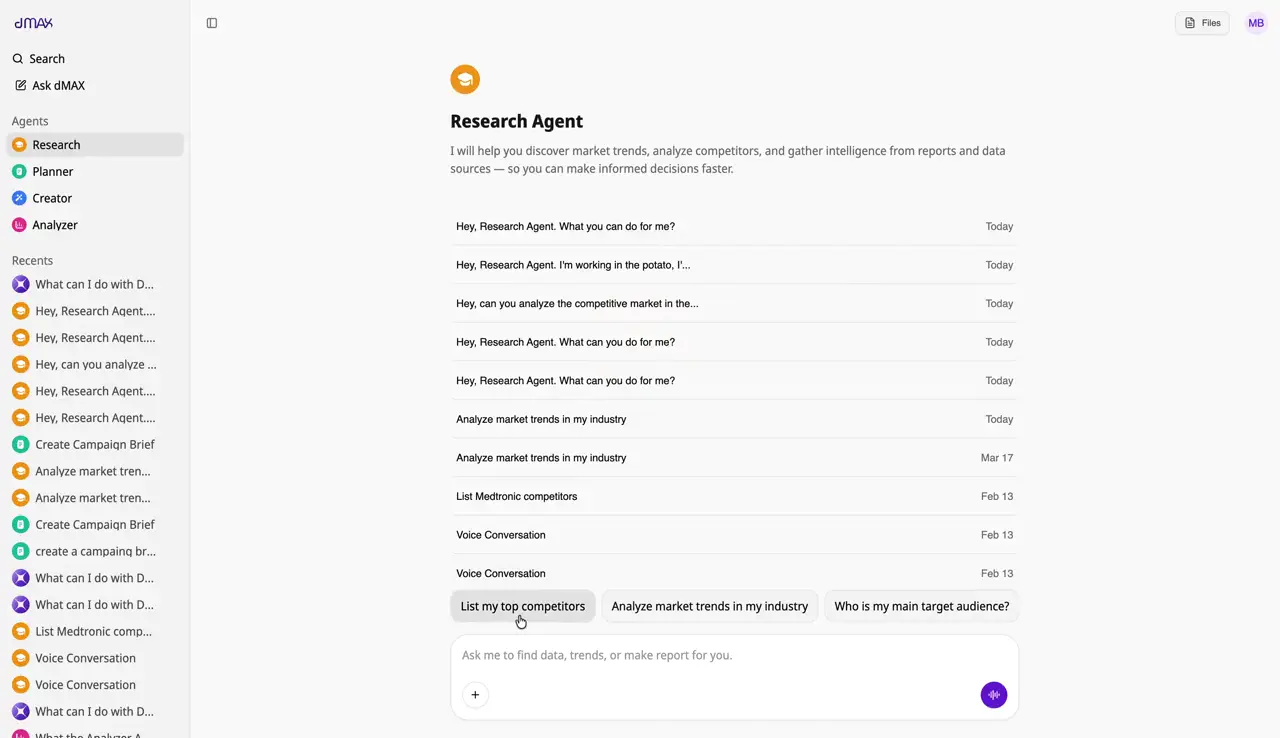 dMAX
Search
Ask dMAX
Agents
Research
Planner
Creator
Analyzer
Recents
What can I do with D...
Hey, Research Agent....
Hey, Research Agent....
Hey, can you analyze ...
Hey, Research Agent....
Hey, Research Agent....
Create Campaign Brief
Analyze market tren...
Analyze market tren...
Create Campaign Brief
create a campaing br...
What can I do with D...
What can I do with D...
List Medtronic comp...
Voice Conversation
Voice Conversation
What can I do with D...
What the Analyzer A...
Files
MB
Research Agent
I will help you discover market trends, analyze competitors, and gather intelligence from reports and data
sources — so you can make informed decisions faster.
Hey, Research Agent. What you can do for me? Today
Hey, Research Agent. I'm working in the potato, I'... Today
Hey, can you analyze the competitive market in the... Today
Hey, Research Agent. What can you do for me? Today
Hey, Research Agent. What can you do for me? Today
Analyze market trends in my industry Today
Analyze market trends in my industry Mar 17
List Medtronic competitors Feb 13
Voice Conversation Feb 13
Voice Conversation Feb 13
List my top competitors Analyze market trends in my industry Who is my main target audience?
Ask me to find data, trends, or make report for you.